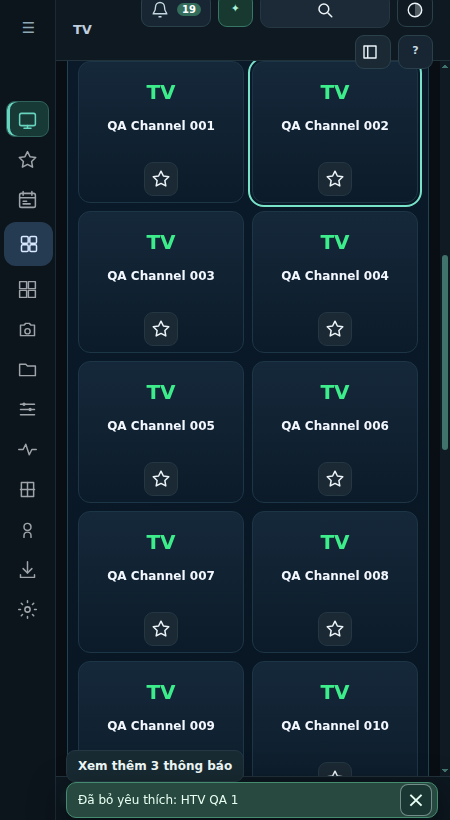 19
TV
?
TV
QA Channel 001
TV
QA Channel 002
TV
QA Channel 003
TV
QA Channel 004
TV
QA Channel 005
TV
QA Channel 006
TV
QA Channel 007
TV
QA Channel 008
TV
QA Channel 009
TV
QA Channel 010
Xem thêm 3 thông báo
Đã bỏ yêu thích: HTV QA 1